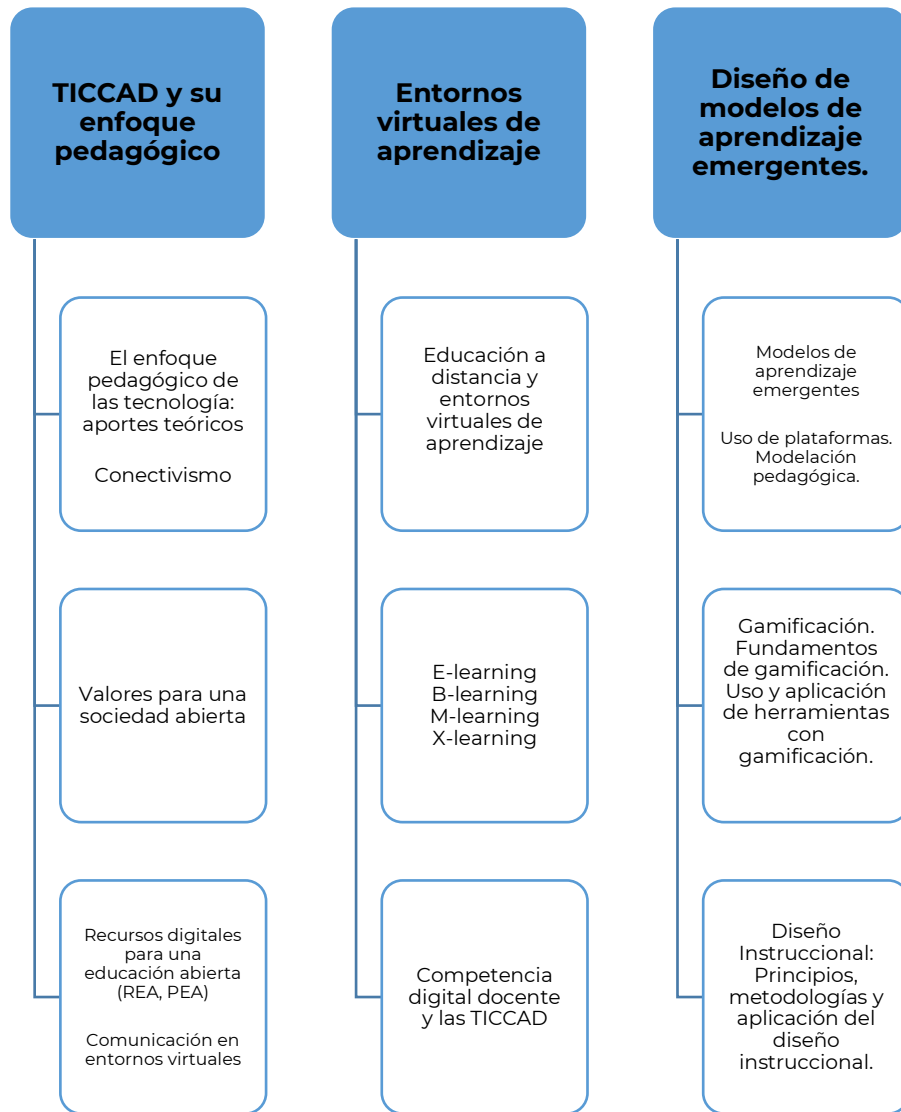 TICCAD y su
enfoque
pedagógico
El enfoque
pedagógico de
las tecnología:
aportes teóricos
Conectivismo
Valores para una
sociedad abierta
Recursos digitales
para una
educación abierta
(REA, PEA)
Comunicación en
entornos virtuales
Entornos
virtuales de
aprendizaje
Educación a
distancia y
entornos
virtuales de
aprendizaje
E-learning
B-learning
M-learning
X-learning
Competencia
digital docente
y las TICCAD
Diseño de
modelos de
aprendizaje
emergentes.
Modelos de
aprendizaje
emergentes
Uso de plataformas.
Modelación
pedagógica.
Gamificación.
Fundamentos
de gamificación.
Uso y aplicación
de herramientas
con
gamificación.
Diseño
Instruccional:
Principios,
metodologías y
aplicación del
diseño
instruccional.